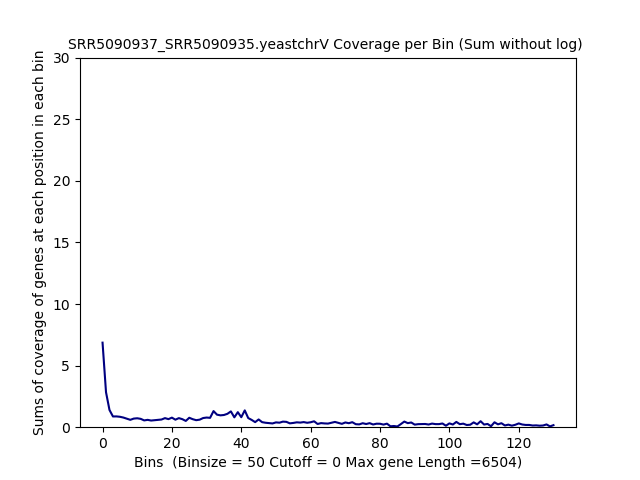 SRR5090937_SRR5090935.yeastchrV Coverage per Bin (Sum without log)
Sums of coverage of genes at each position in each bin
30
25
20
15
10
5
0
0 20 40 60 80 100 120
Bins  (Binsize = 50 Cutoff = 0 Max gene Length =6504)